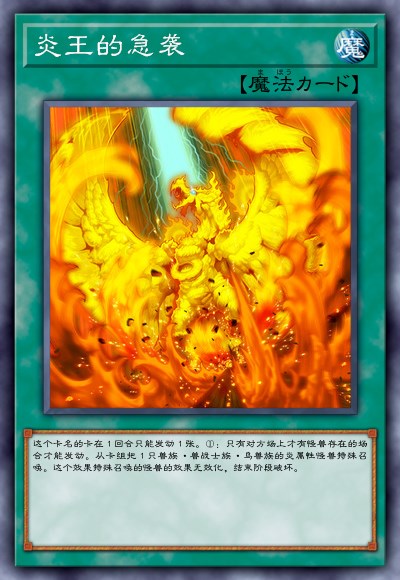 炎王的急袭
魔
【魔法カード】
ま ほう
这个卡名的卡在1回合只能发动1张。①：只有对方场上才有怪兽存在的场
合才能发动。从卡组把1只兽族·兽战士族·鸟兽族的炎属性怪兽特殊召
唤。这个效果特殊召唤的怪兽的效果无效化，结束阶段破坏。